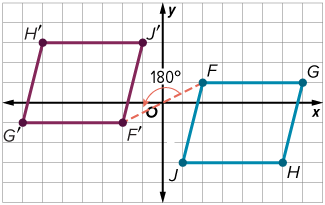 H′ J′ y
180° F G
O x
G′ F′
J H